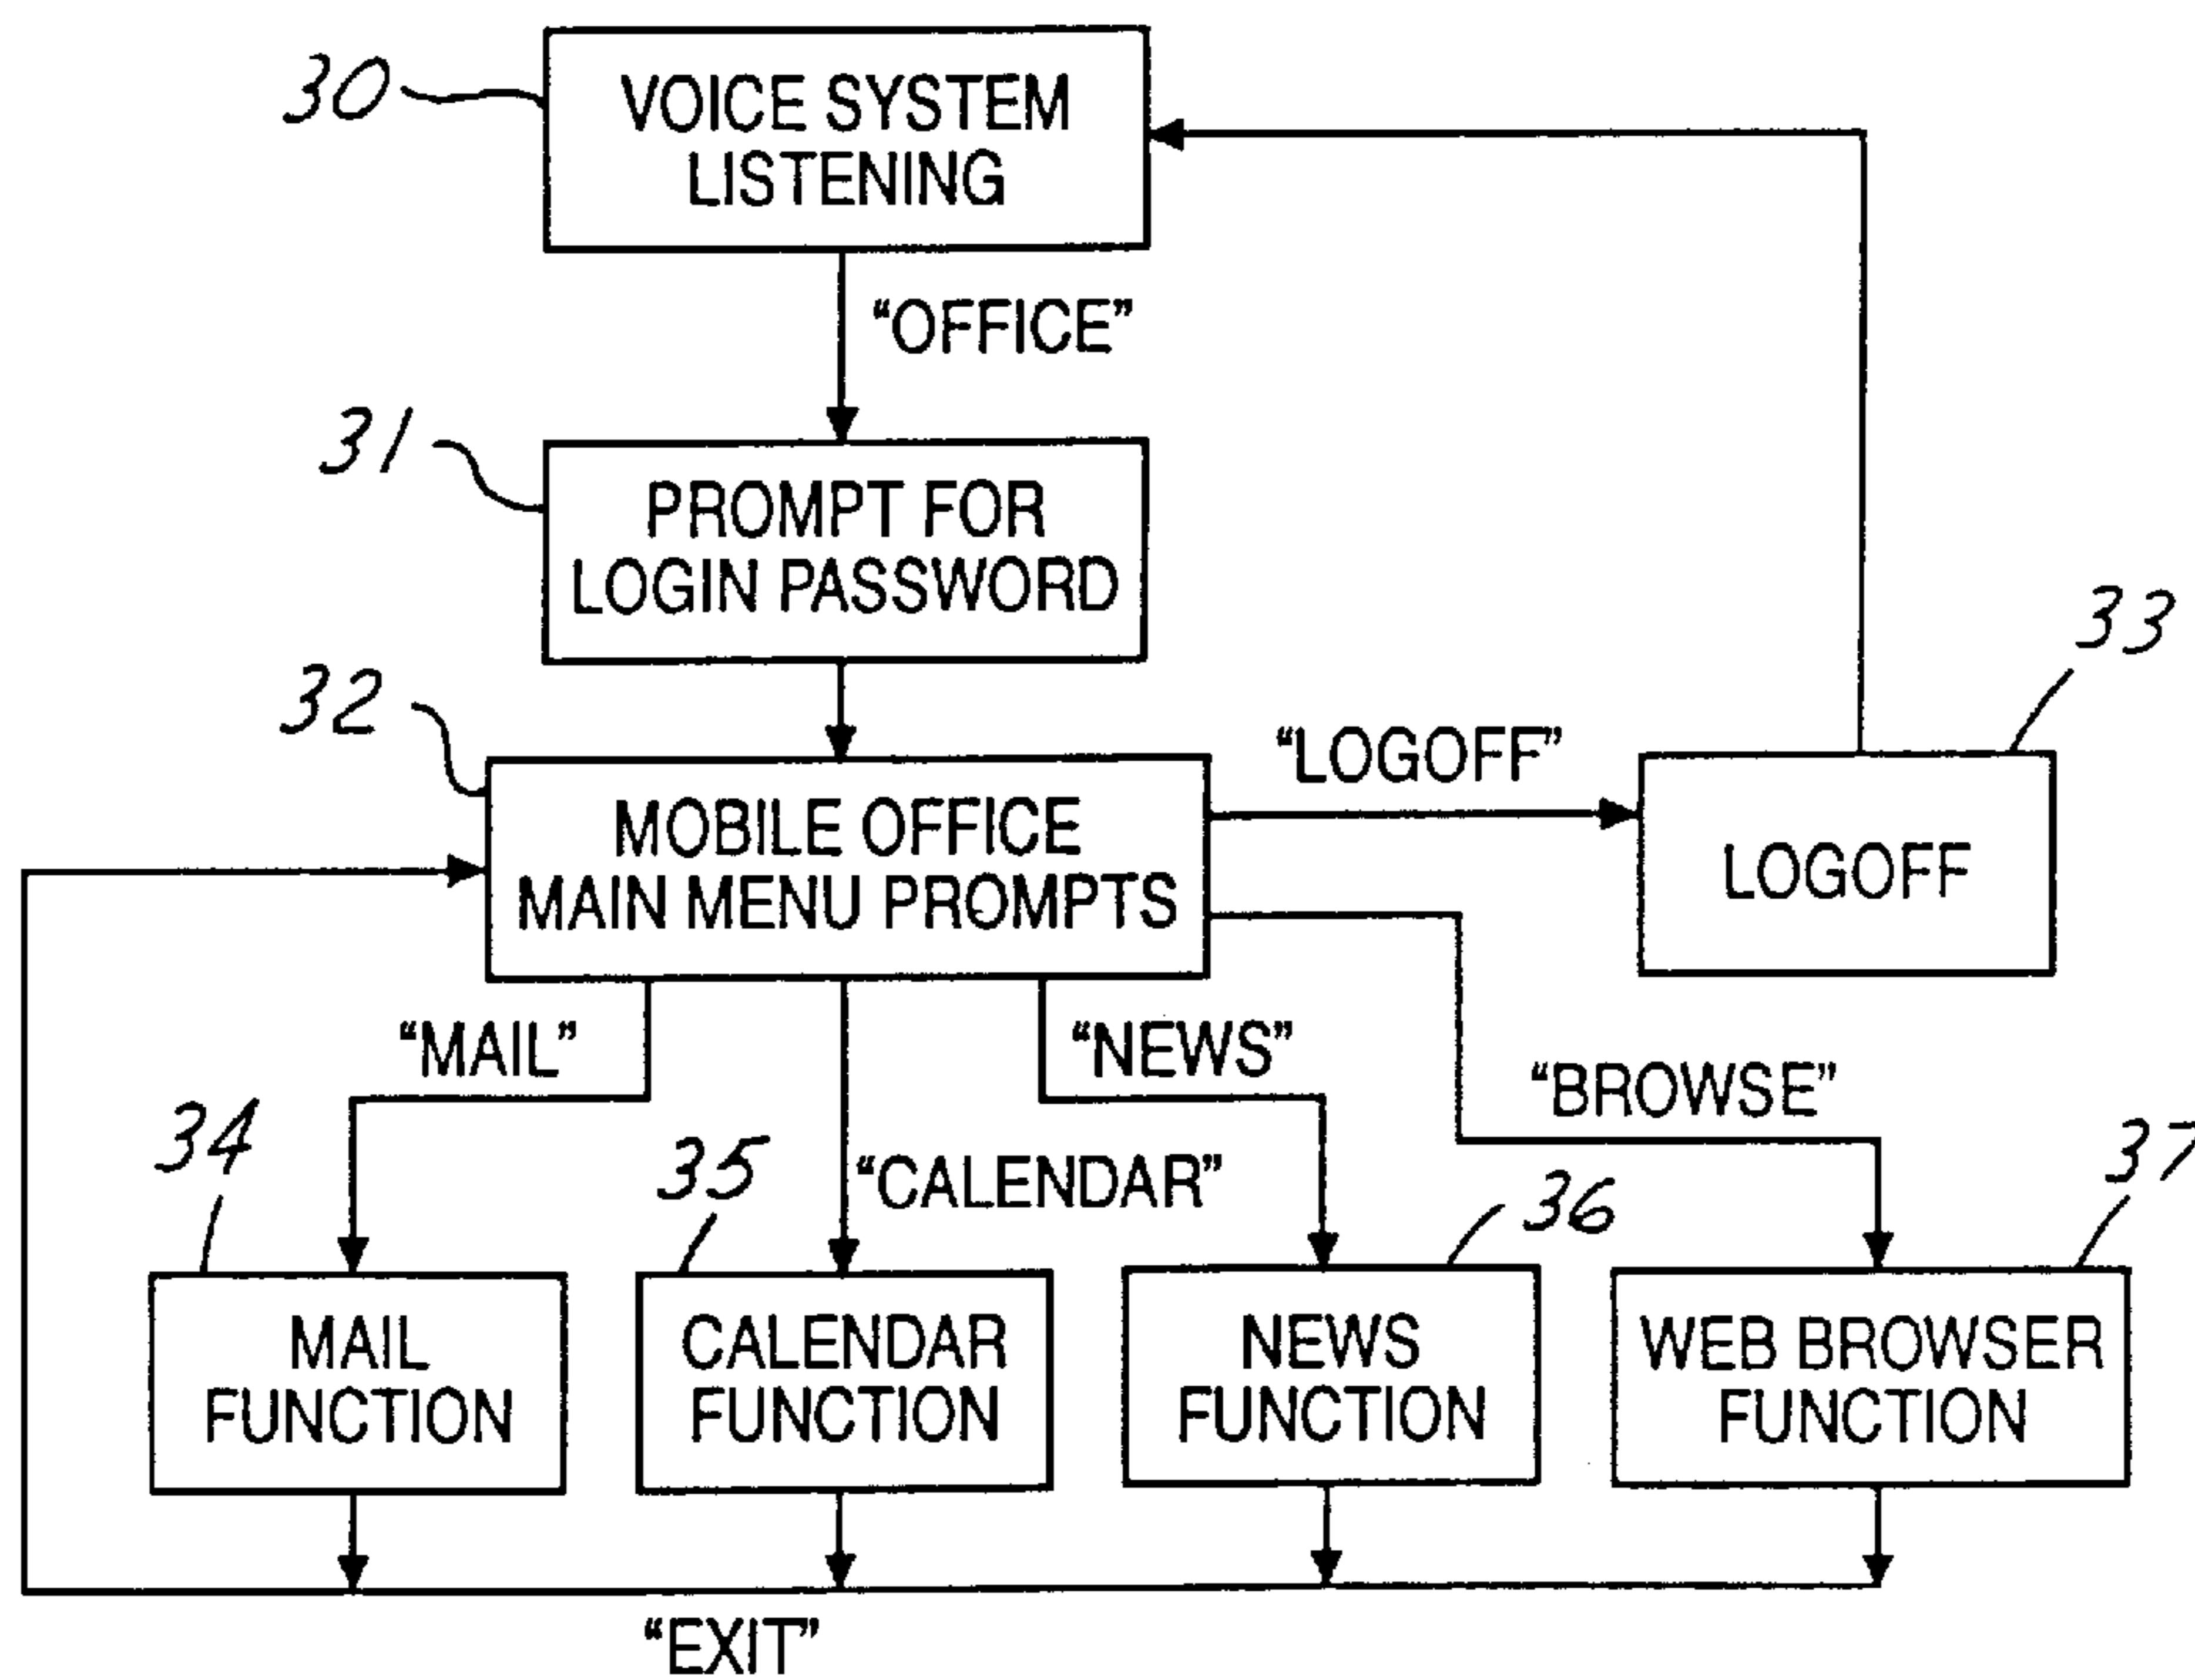 30
VOICE SYSTEM
LISTENING
“OFFICE”
31
PROMPT FOR
LOGIN PASSWORD
32
33
“LOGOFF”
MOBILE OFFICE
MAIN MENU PROMPTS
LOGOFF
“MAIL”
“NEWS”
“BROWSE”
34
35
“CALENDAR”
36
37
MAIL
FUNCTION
CALENDAR
FUNCTION
NEWS
FUNCTION
WEB BROWSER
FUNCTION
“EXIT”